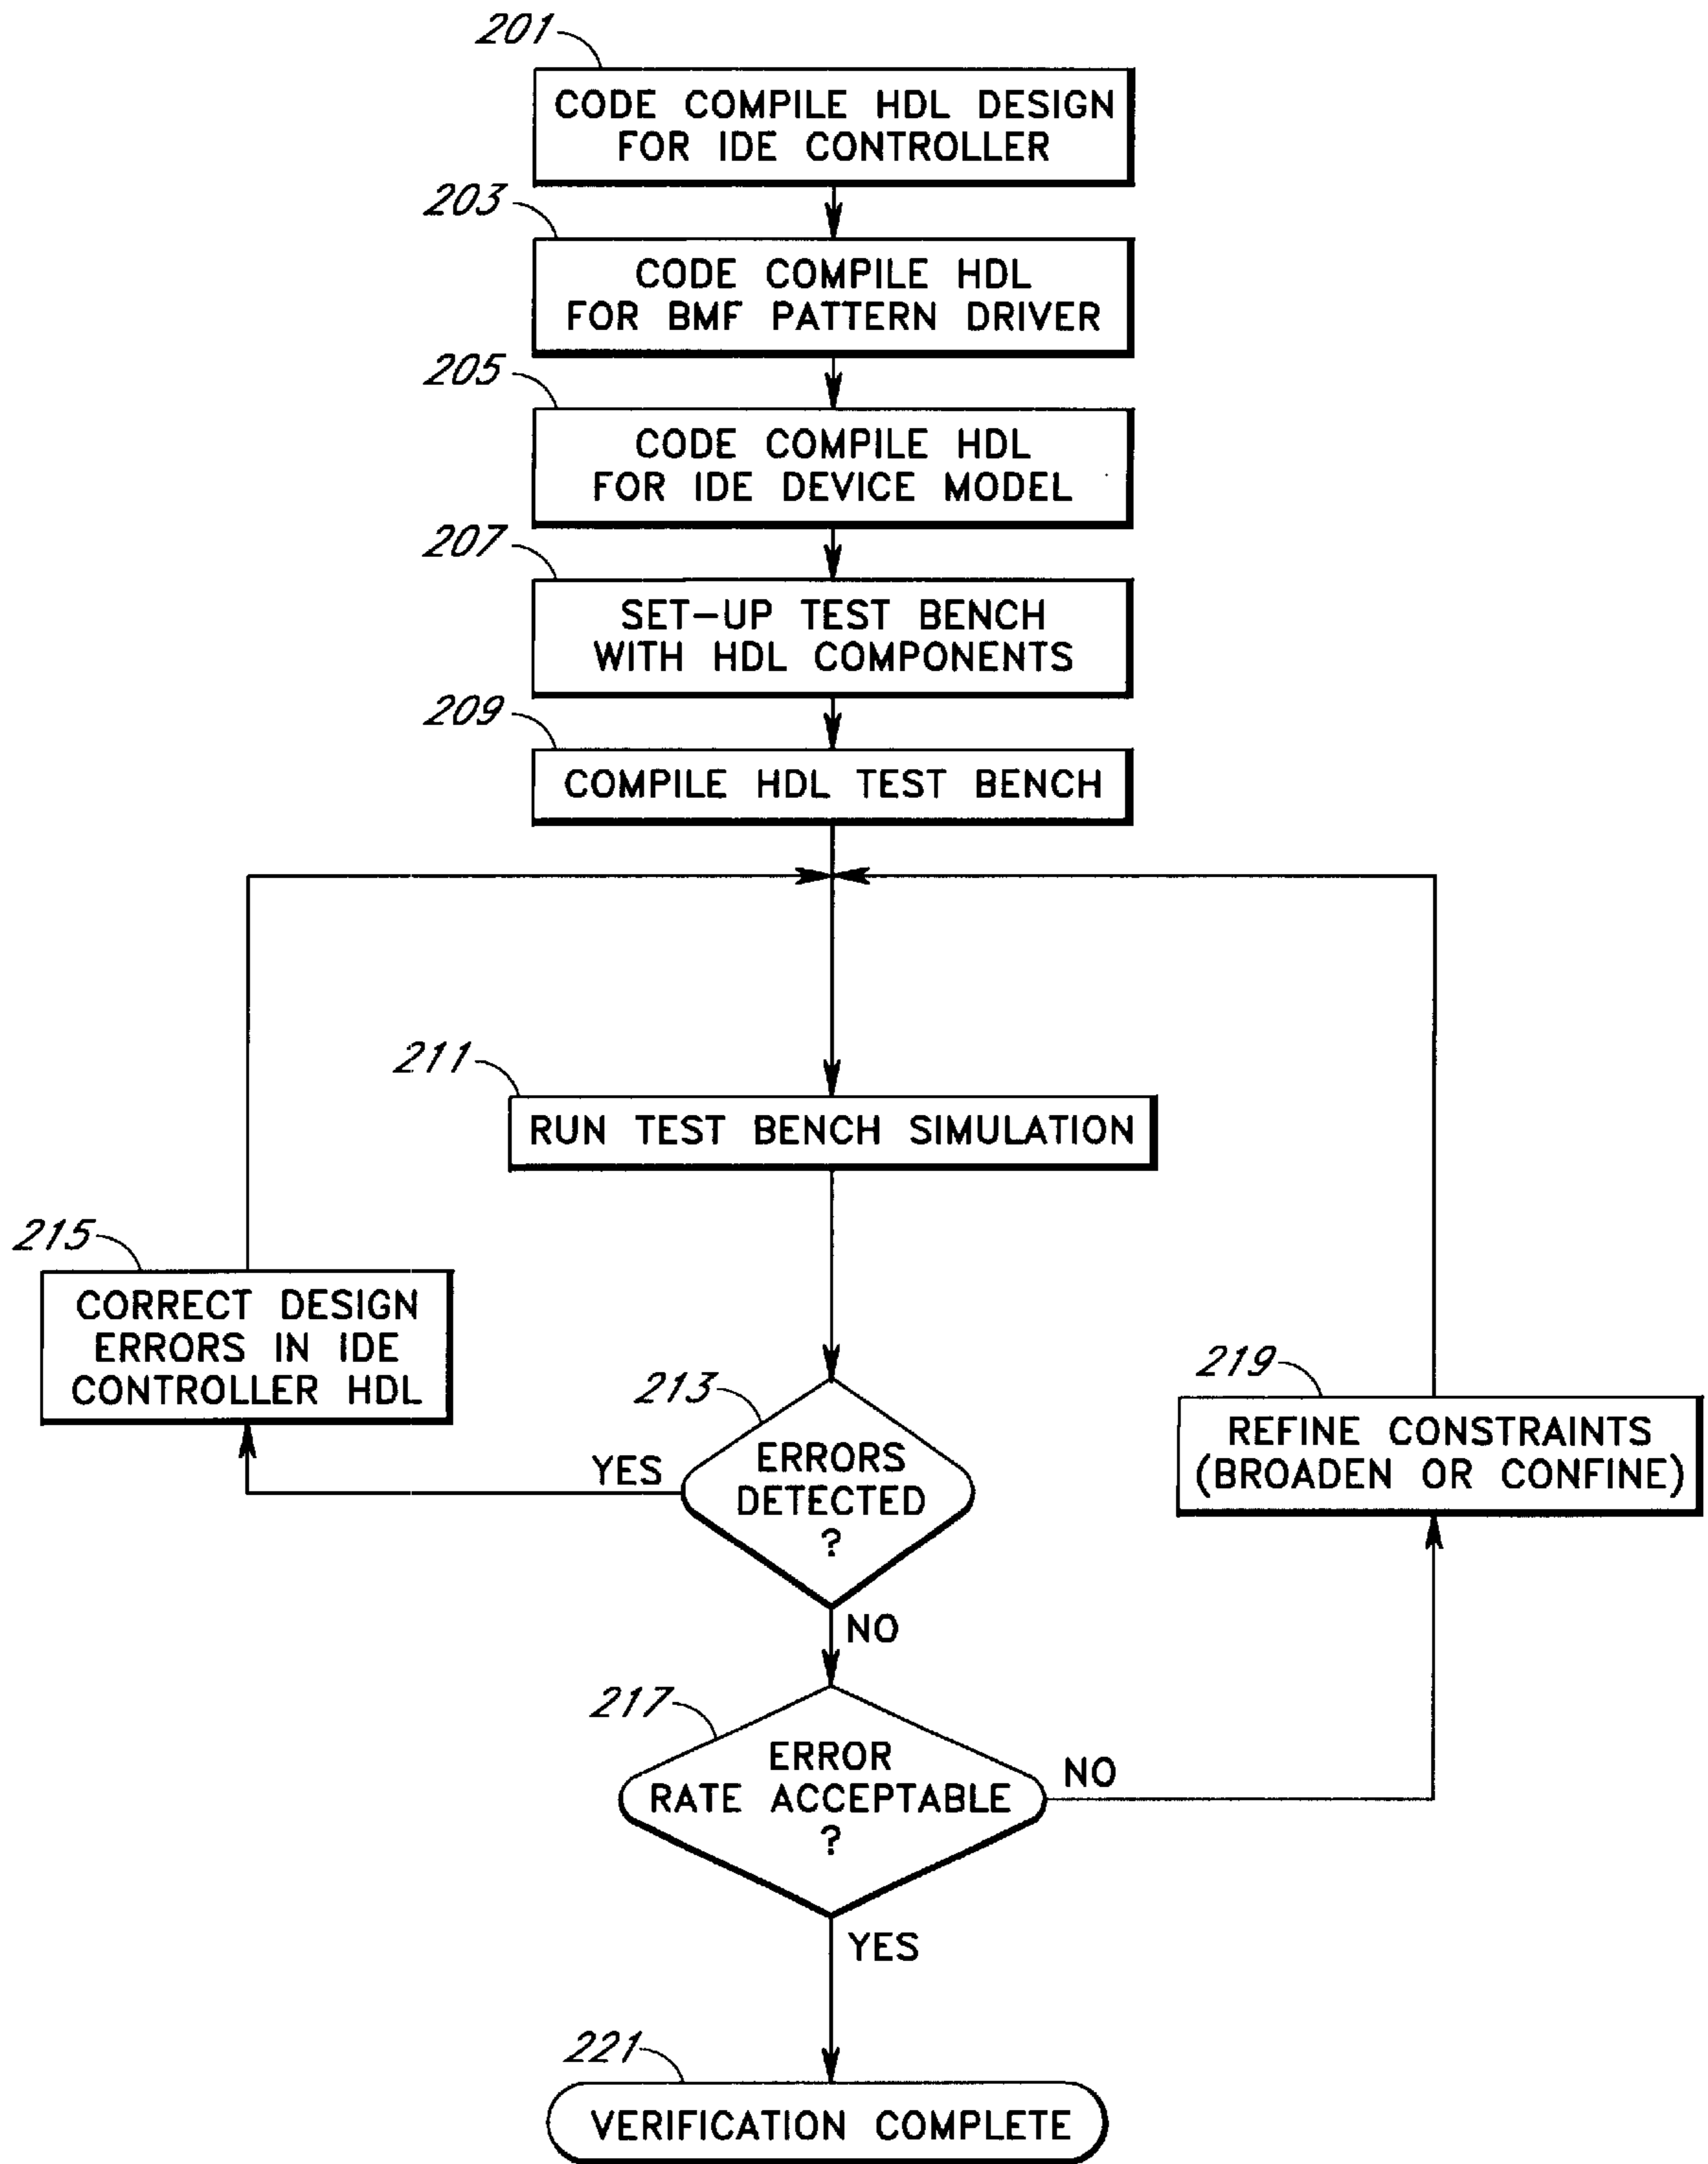 201
CODE COMPILE HDL DESIGN
FOR IDE CONTROLLER
203
CODE COMPILE HDL
FOR BMF PATTERN DRIVER
205
CODE COMPILE HDL
FOR IDE DEVICE MODEL
207
SET-UP TEST BENCH
WITH HDL COMPONENTS
209
COMPILE HDL TEST BENCH
211
RUN TEST BENCH SIMULATION
215
CORRECT DESIGN
ERRORS IN IDE
CONTROLLER HDL
213
ERRORS
DETECTED
?
YES
NO
219
REFINE CONSTRAINTS
(BROADEN OR CONFINE)
217
ERROR
RATE ACCEPTABLE
?
NO
YES
221
VERIFICATION COMPLETE